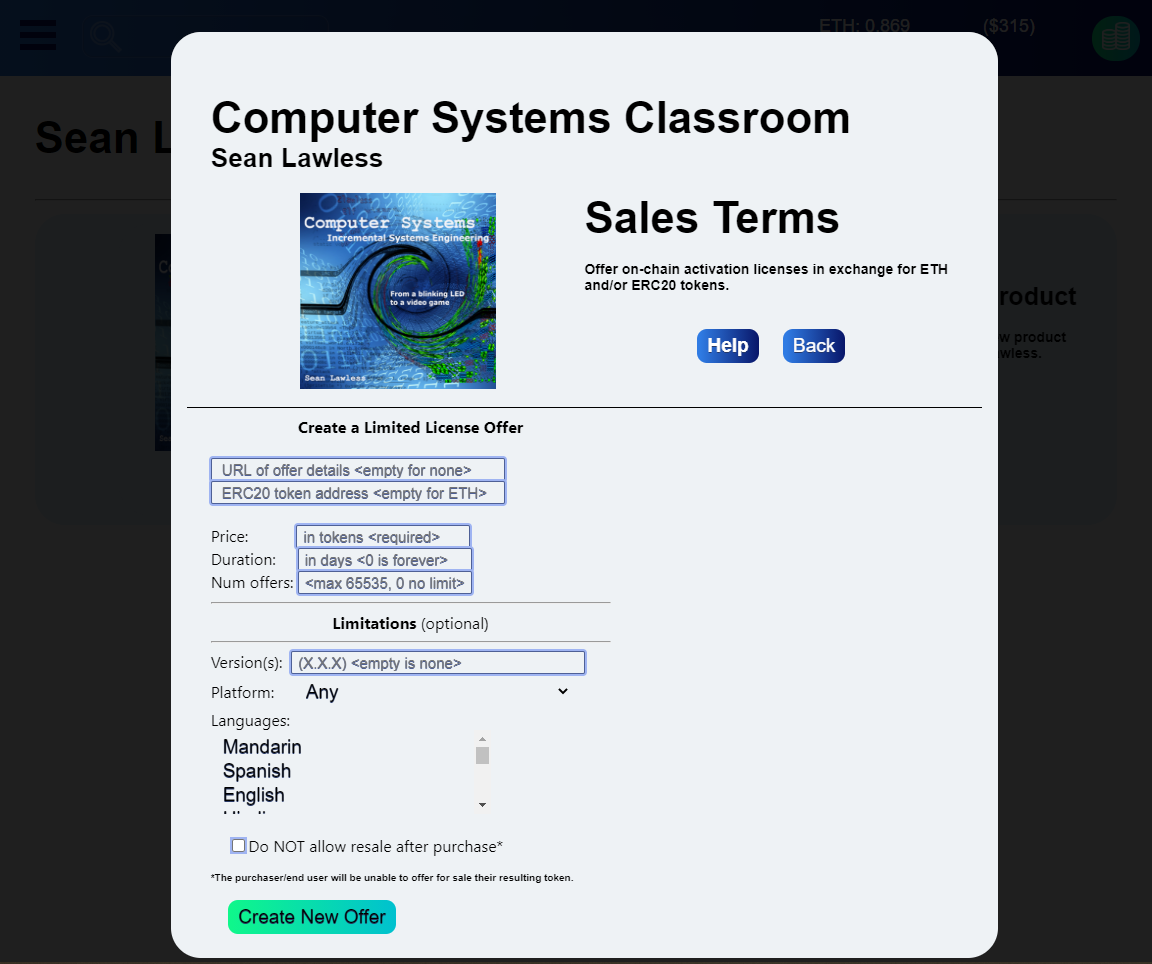 ETH: 0.869
($315)
Sean L
Computer Systems Classroom
Sean Lawless
Computer Systems
Incremental Systems Engineering
From a blinking LED
to a video game
Sean Lawless
Sales Terms
Offer on-chain activation licenses in exchange for ETH
and/or ERC20 tokens.
Help
Back
roduct
w product
wless.
Create a Limited License Offer
URL of offer details <empty for none>
ERC20 token address <empty for ETH>
Price:
in tokens <required>
Duration:
in days <0 is forever>
Num offers:
<max 65535, 0 no limit>
Limitations (optional)
Version(s):
(X.X.X) <empty is none>
Platform:
Any
Languages:
Mandarin
Spanish
English
Do NOT allow resale after purchase*
*The purchaser/end user will be unable to offer for sale their resulting token.
Create New Offer